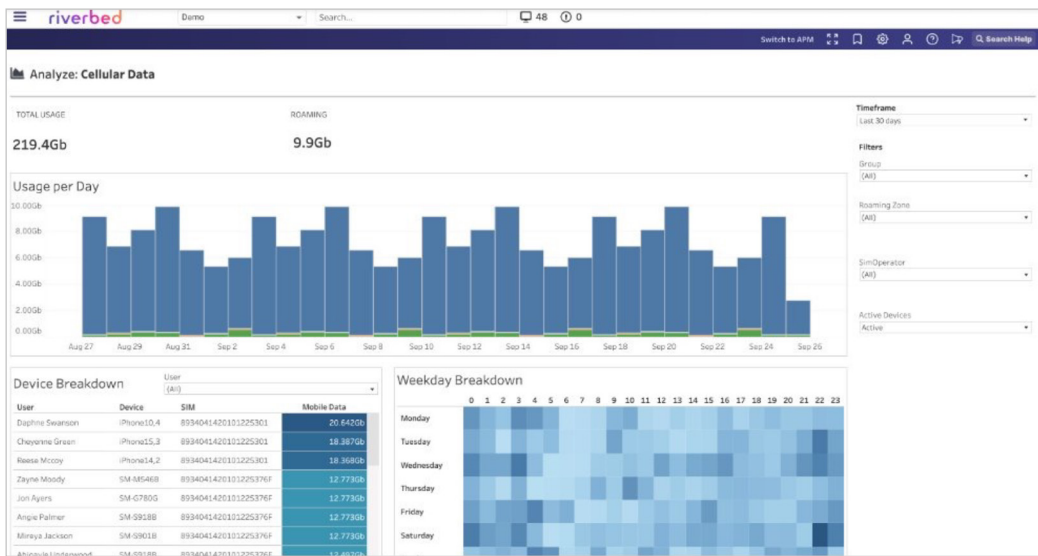 riverbed
Demo
Search...
48
0
Switch to APM
Search Help
Analyze: Cellular Data
TOTAL USAGE
ROAMING
219.4Gb
9.9Gb
Timeframe
Last 30 days
Filters
Group
(All)
Roaming Zone
(All)
SimOperator
(All)
Active Devices
Active
Usage per Day
10.00Gb
8.00Gb
6.00Gb
4.00Gb
2.00Gb
0.00Gb
Aug 27 Aug 29 Aug 31 Sep 2 Sep 4 Sep 6 Sep 8 Sep 10 Sep 12 Sep 14 Sep 16 Sep 18 Sep 20 Sep 22 Sep 24 Sep 26
Device Breakdown
User
(All)
User Device SIM Mobile Data
Daphne Swanson iPhone10,4 8934041420101225301 20.642Gb
Cheyenne Green iPhone15,3 8934041420101225301 18.387Gb
Reese Mccoy iPhone14,2 8934041420101225301 18.368Gb
Zayne Moody SM-M546B 8934041420101225376F 12.773Gb
Jon Ayers SM-G780G 8934041420101225376F 12.773Gb
Angie Palmer SM-S918B 8934041420101225376F 12.773Gb
Mireya Jackson SM-S901B 8934041420101225376F 12.773Gb
Weekday Breakdown
0 1 2 3 4 5 6 7 8 9 10 11 12 13 14 15 16 17 18 19 20 21 22 23
Monday
Tuesday
Wednesday
Thursday
Friday
Saturday